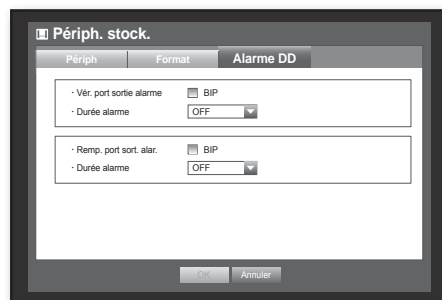 Périph. stock.
Périph Format Alarme DD
· Vér. port sortie alarme BIP
· Durée alarme OFF
· Remp. port sort. alar. BIP
· Durée alarme OFF
OK Annuler